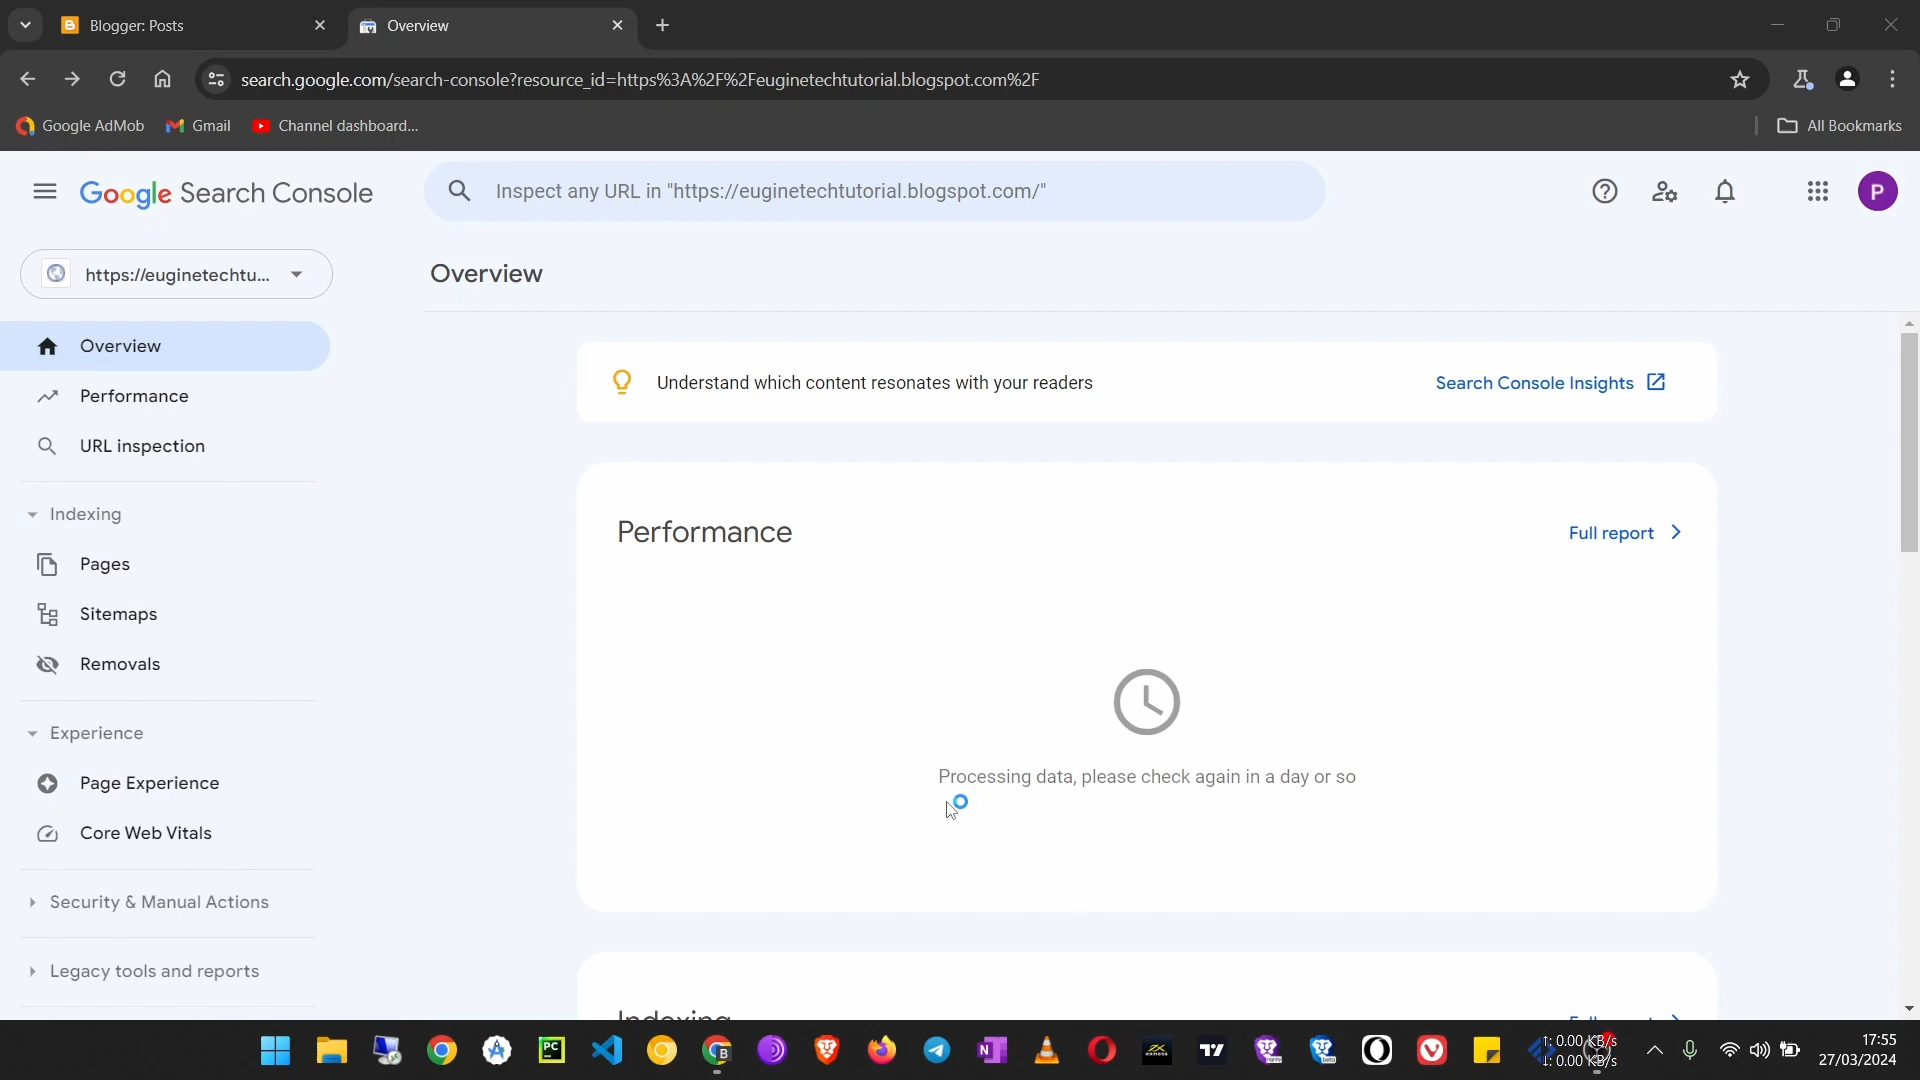 Blogger: Posts
Overview
search.google.com/search-console?resource_id=https%3A%2F%2Feuginetechtutorial.blogspot.com%2F
Google AdMob
Gmail
Channel dashboard...
All Bookmarks
Google Search Console
Inspect any URL in "https://euginetechtutorial.blogspot.com/"
P
https://euginetechtu...
Overview
Overview
Performance
URL inspection
Indexing
Pages
Sitemaps
Removals
Experience
Page Experience
Core Web Vitals
Security & Manual Actions
Legacy tools and reports
Understand which content resonates with your readers
Search Console Insights
Performance
Full report
Processing data, please check again in a day or so
Indexing
Full report
PC
B
N
0.00 KB/s
0.00 KB/s
17:55
27/03/2024